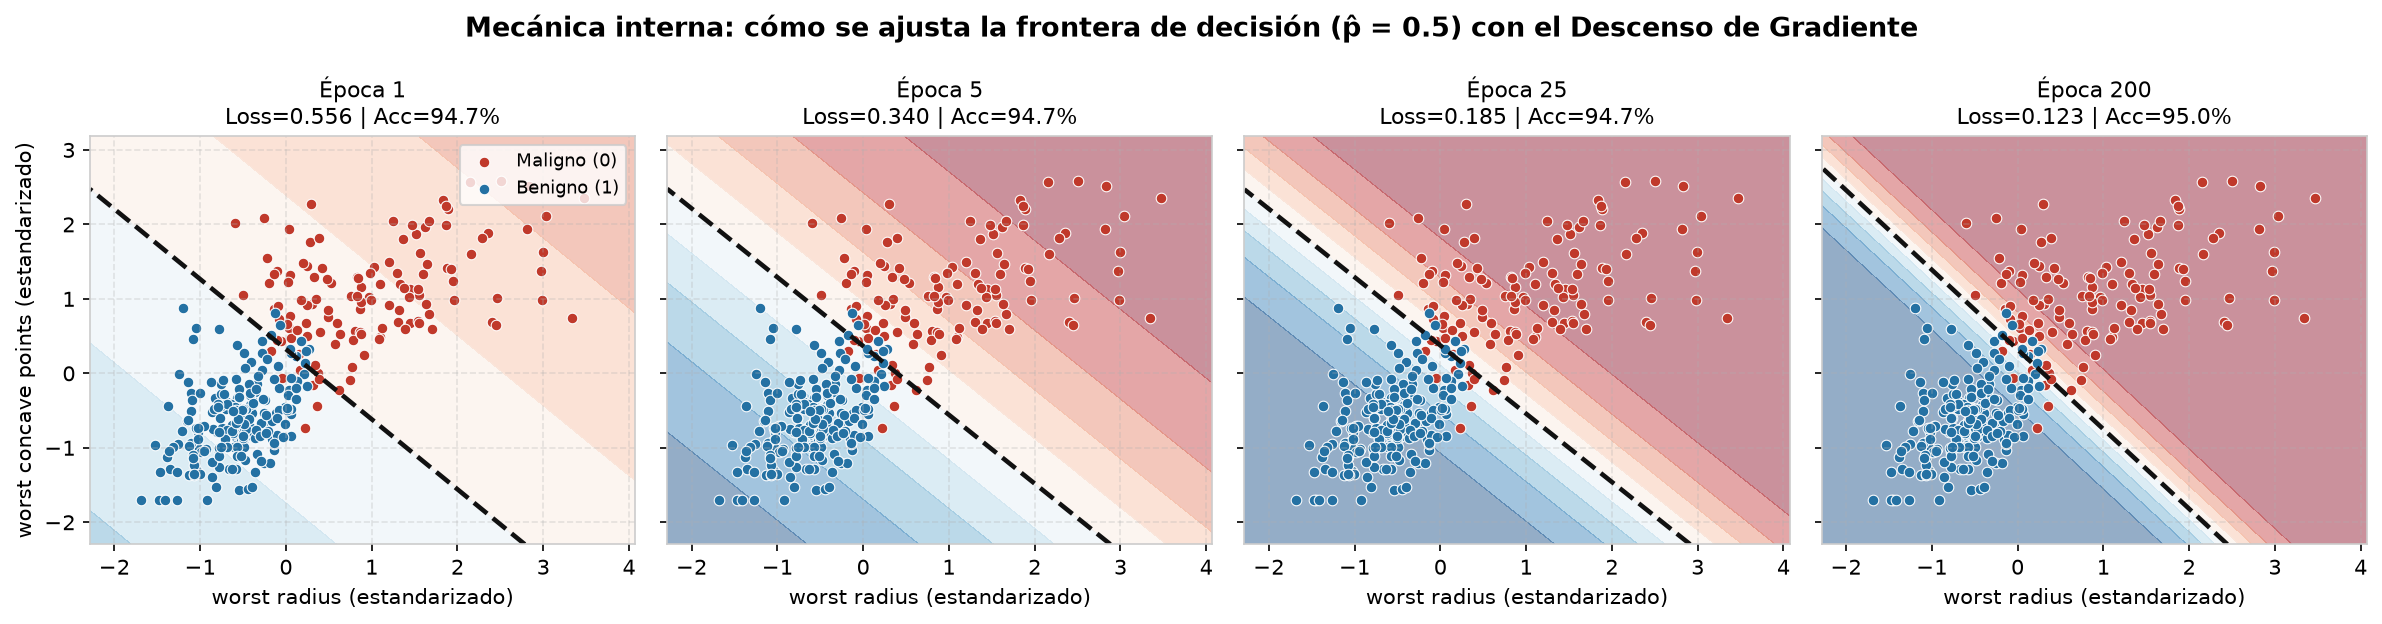 Mecánica interna: cómo se ajusta la frontera de decisión (p̂ = 0.5) con el Descenso de Gradiente
Época 1
Loss=0.556 | Acc=94.7%
Época 5
Loss=0.340 | Acc=94.7%
Época 25
Loss=0.185 | Acc=94.7%
Época 200
Loss=0.123 | Acc=95.0%
Maligno (0)
Benigno (1)
worst concave points (estandarizado)
3
2
1
0
−1
−2
−2 −1 0 1 2 3 4
−2 −1 0 1 2 3 4
−2 −1 0 1 2 3 4
−2 −1 0 1 2 3 4
worst radius (estandarizado)
worst radius (estandarizado)
worst radius (estandarizado)
worst radius (estandarizado)